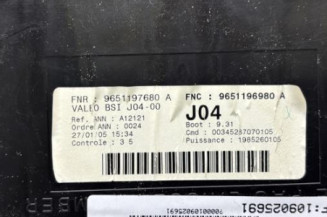 FNR : 9651197680 A
VALEO BSI J04-00
Ref. ANN : A12121
Ordre ANN : 0024
27/01/05 15:34
Controle : 3 5
FNC : 9651196980 A
J04
Boot : 9.31
Cmd : 00345287070105
Puissance : 1985260105
F:109025691